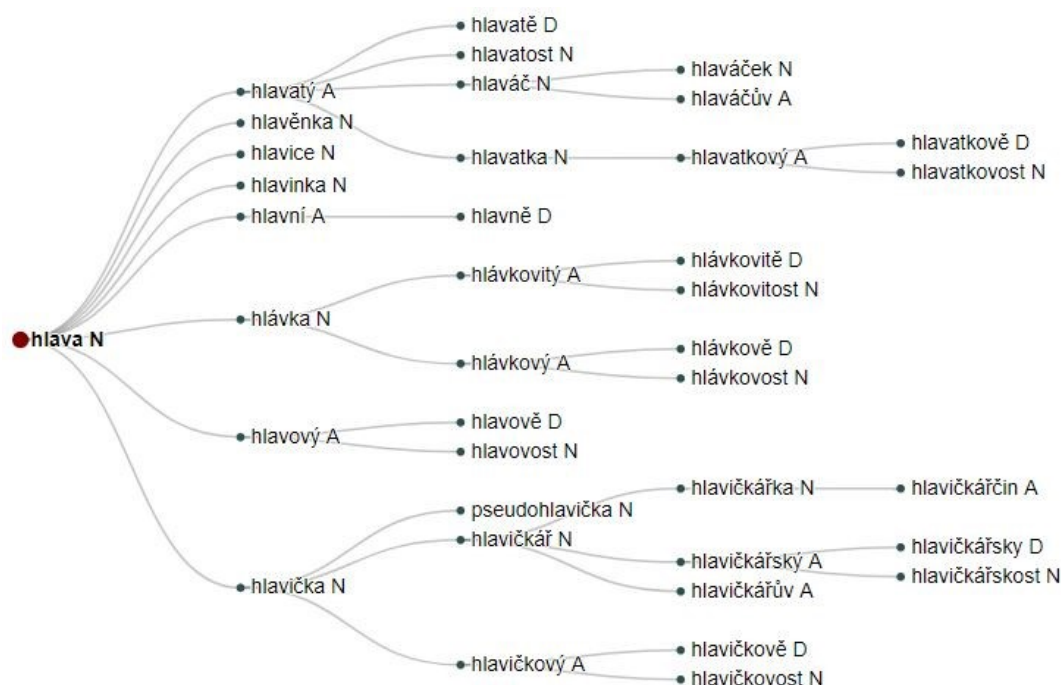 hlavatě D
hlavatost N
hlavatý A
hlaváč N
hlaváček N
hlaváčův A
hlavěnka N
hlavice N
hlavatka N
hlavatkový A
hlavatkově D
hlavatkovost N
hlavinka N
hlavní A
hlavně D
hlávkovitý A
hlávkovitě D
hlávkovitost N
hlávka N
hlava N
hlávkový A
hlávkově D
hlávkovost N
hlavový A
hlavově D
hlavovost N
hlavičkářka N
hlavičkářčin A
pseudohlavička N
hlavičkář N
hlavičkářský A
hlavičkářsky D
hlavičkářskost N
hlavička N
hlavičkářův A
hlavičkový A
hlavičkově D
hlavičkovost N